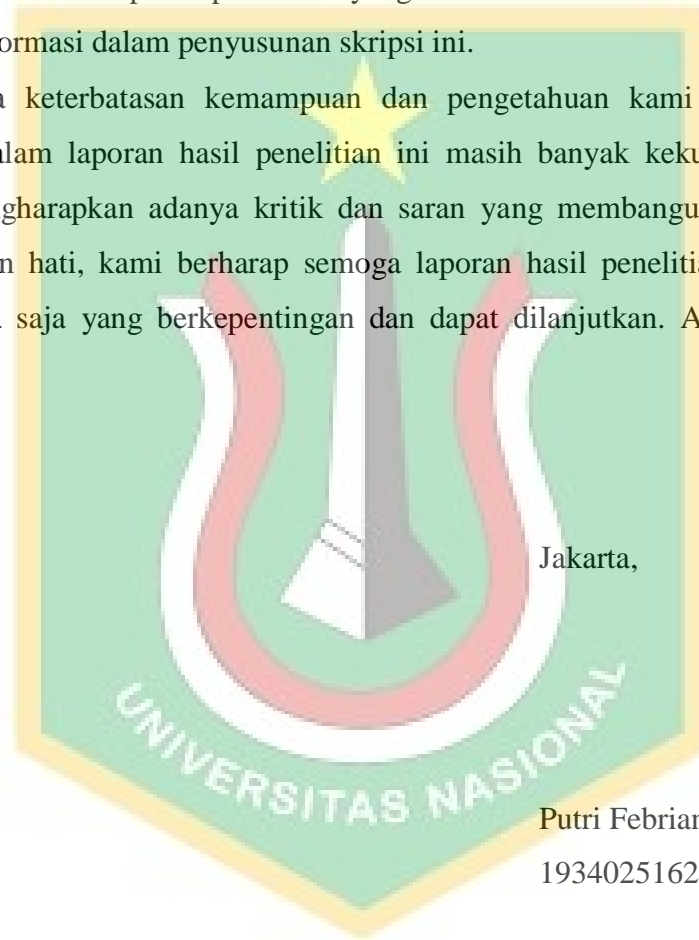 ormasi dalam penyusunan skripsi ini.
keterbatasan kemampuan dan pengetahuan kami
alam laporan hasil penelitian ini masih banyak keku
ngharapkan adanya kritik dan saran yang membangu
n hati, kami berharap semoga laporan hasil peneliti
saja yang berkepentingan dan dapat dilanjutkan. A
Jakarta,
UNIVERSITAS NASIONAL
Putri Febrian
1934025162